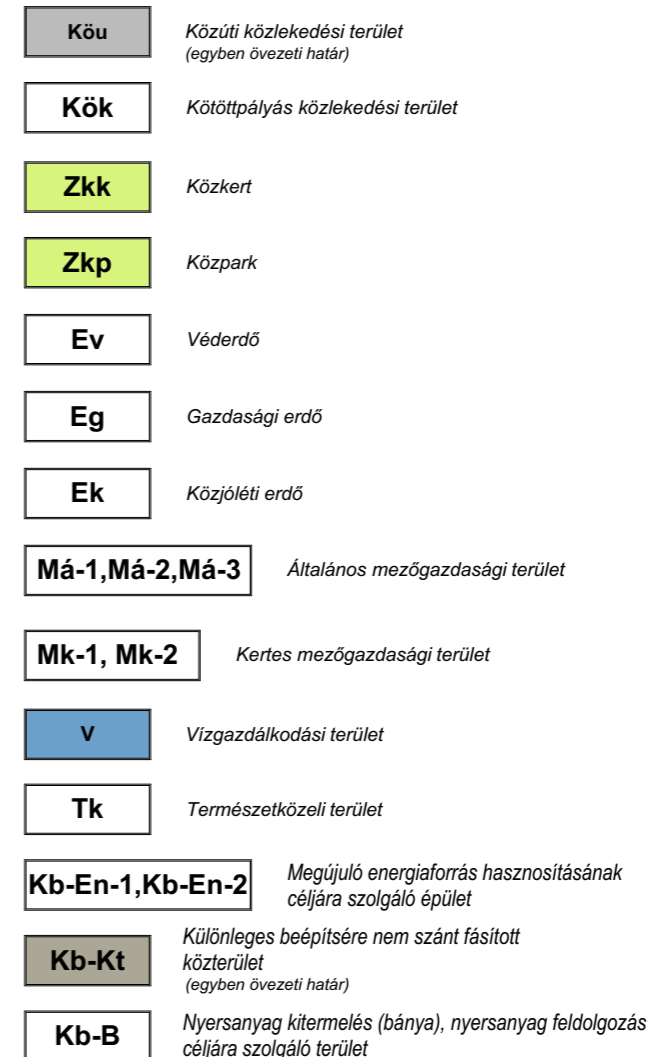 Köu
Közúti közlekedési terület
(egyben övezeti határ)
Kök
Kötöttpályás közlekedési terület
Zkk
Közkert
Zkp
Közpark
Ev
Véderdő
Eg
Gazdasági erdő
Ek
Közjóléti erdő
Má-1,Má-2,Má-3
Általános mezőgazdasági terület
Mk-1, Mk-2
Kertes mezőgazdasági terület
V
Vízgazdálkodási terület
Tk
Természetközeli terület
Kb-En-1,Kb-En-2
Megújuló energiaforrás hasznosításának
céljára szolgáló épület
Kb-Kt
Különleges beépítsére nem szánt fásított
közterület
(egyben övezeti határ)
Kb-B
Nyersanyag kitermelés (bánya), nyersanyag feldolgozás
céljára szolgáló terület